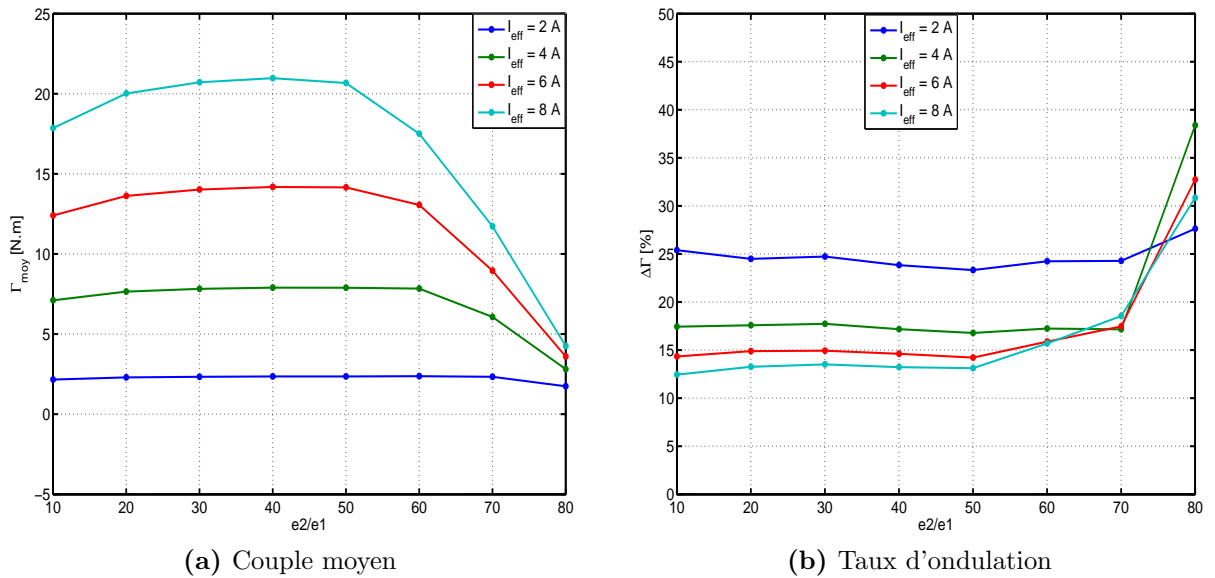 25
20
15
10
5
0
−5
Γmoy [N.m]
10 20 30 40 50 60 70 80
e2/e1
Ieff = 2 A
Ieff = 4 A
Ieff = 6 A
Ieff = 8 A
(a) Couple moyen
50
45
40
35
30
25
20
15
10
5
0
ΔΓ [%]
10 20 30 40 50 60 70 80
e2/e1
Ieff = 2 A
Ieff = 4 A
Ieff = 6 A
Ieff = 8 A
(b) Taux d'ondulation